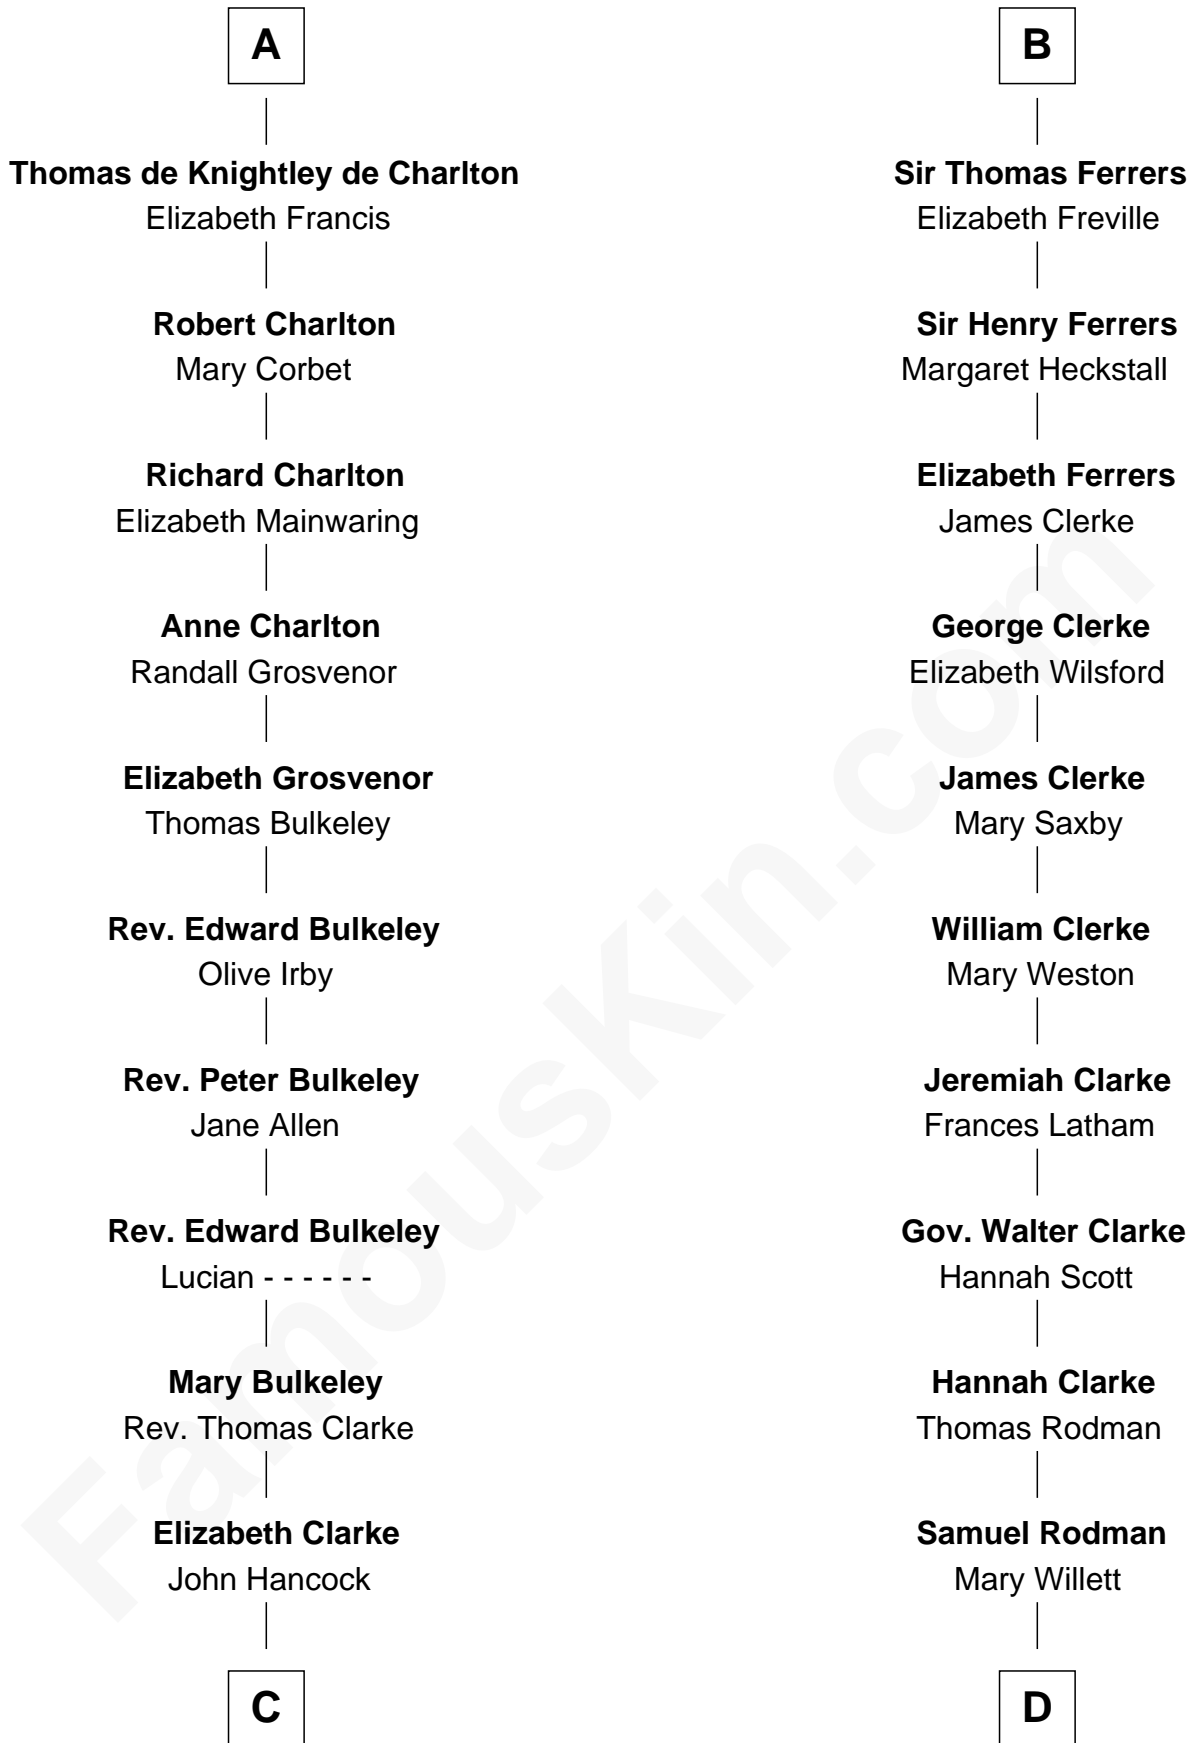 A
Thomas de Knightley de Charlton
Elizabeth Francis
Robert Charlton
Mary Corbet
Richard Charlton
Elizabeth Mainwaring
Anne Charlton
Randall Grosvenor
Elizabeth Grosvenor
Thomas Bulkeley
Rev. Edward Bulkeley
Olive Irby
Rev. Peter Bulkeley
Jane Allen
Rev. Edward Bulkeley
Lucian - - - - - -
Mary Bulkeley
Rev. Thomas Clarke
Elizabeth Clarke
John Hancock
C
B
Sir Thomas Ferrers
Elizabeth Freville
Sir Henry Ferrers
Margaret Heckstall
Elizabeth Ferrers
James Clerke
George Clerke
Elizabeth Wilsford
James Clerke
Mary Saxby
William Clerke
Mary Weston
Jeremiah Clarke
Frances Latham
Gov. Walter Clarke
Hannah Scott
Hannah Clarke
Thomas Rodman
Samuel Rodman
Mary Willett
D
FamousKin.com